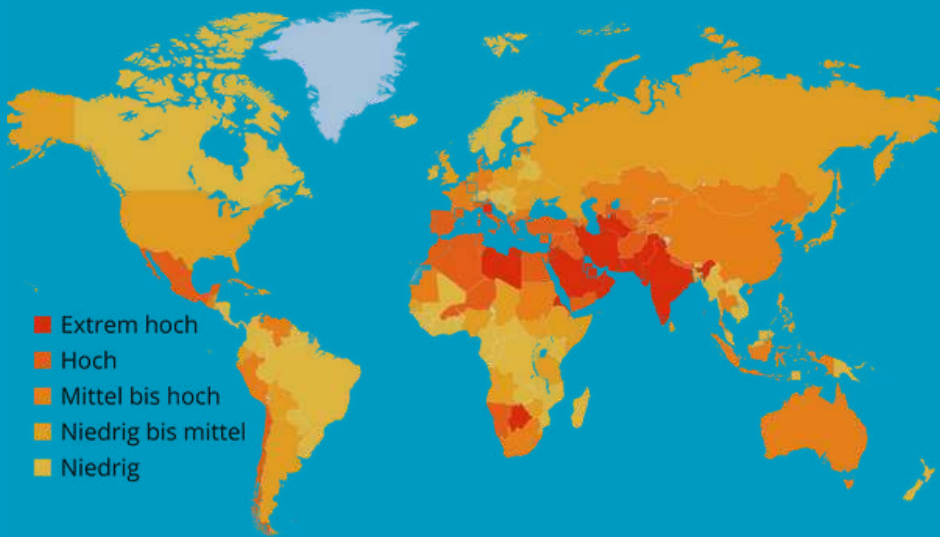 Extrem hoch
Hoch
Mittel bis hoch
Niedrig bis mittel
Niedrig